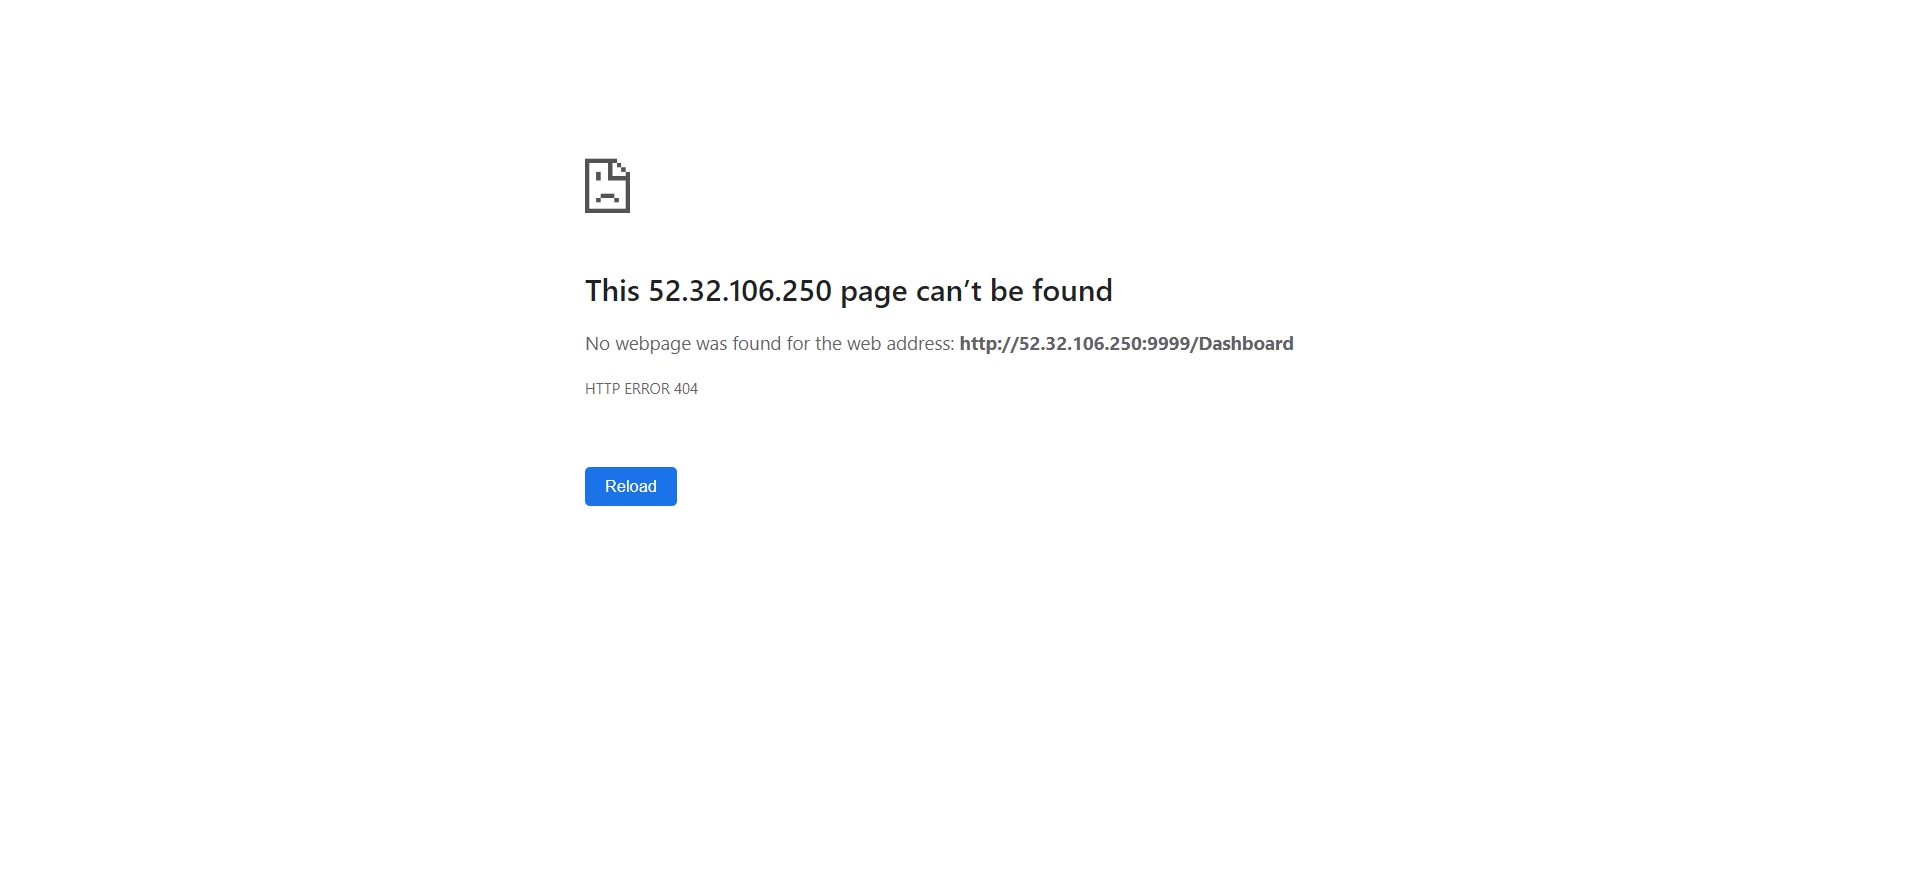 This 52.32.106.250 page can’t be found
No webpage was found for the web address: http://52.32.106.250:9999/Dashboard
HTTP ERROR 404
Reload